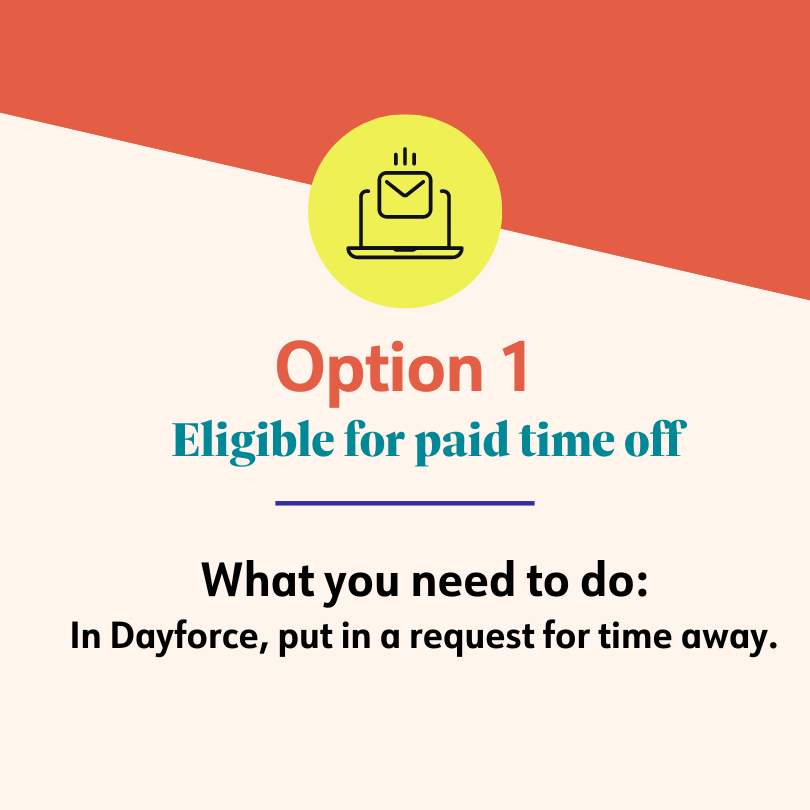 Option 1
Eligible for paid time off
What you need to do:
In Dayforce, put in a request for time away.